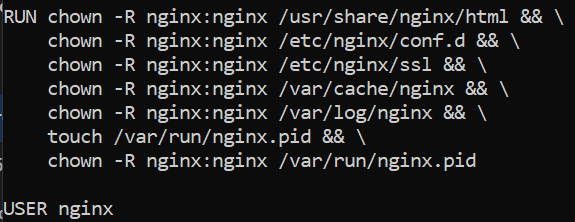 RUN chown -R nginx:nginx /usr/share/nginx/html && \
    chown -R nginx:nginx /etc/nginx/conf.d && \
    chown -R nginx:nginx /etc/nginx/ssl && \
    chown -R nginx:nginx /var/cache/nginx && \
    chown -R nginx:nginx /var/log/nginx && \
    touch /var/run/nginx.pid && \
    chown -R nginx:nginx /var/run/nginx.pid

USER nginx